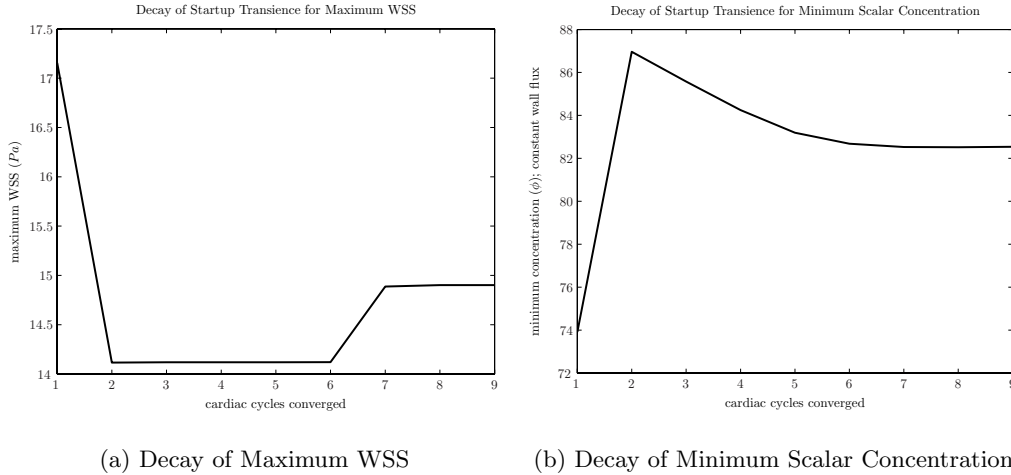 Decay of Startup Transience for Maximum WSS
17.5
17
16.5
16
15.5
15
14.5
14
maximum WSS (Pa)
1 2 3 4 5 6 7 8 9
cardiac cycles converged
(a) Decay of Maximum WSS
Decay of Startup Transience for Minimum Scalar Concentration
88
86
84
82
80
78
76
74
72
minimum concentration (ϕ); constant wall flux
1 2 3 4 5 6 7 8 9
cardiac cycles converged
(b) Decay of Minimum Scalar Concentration